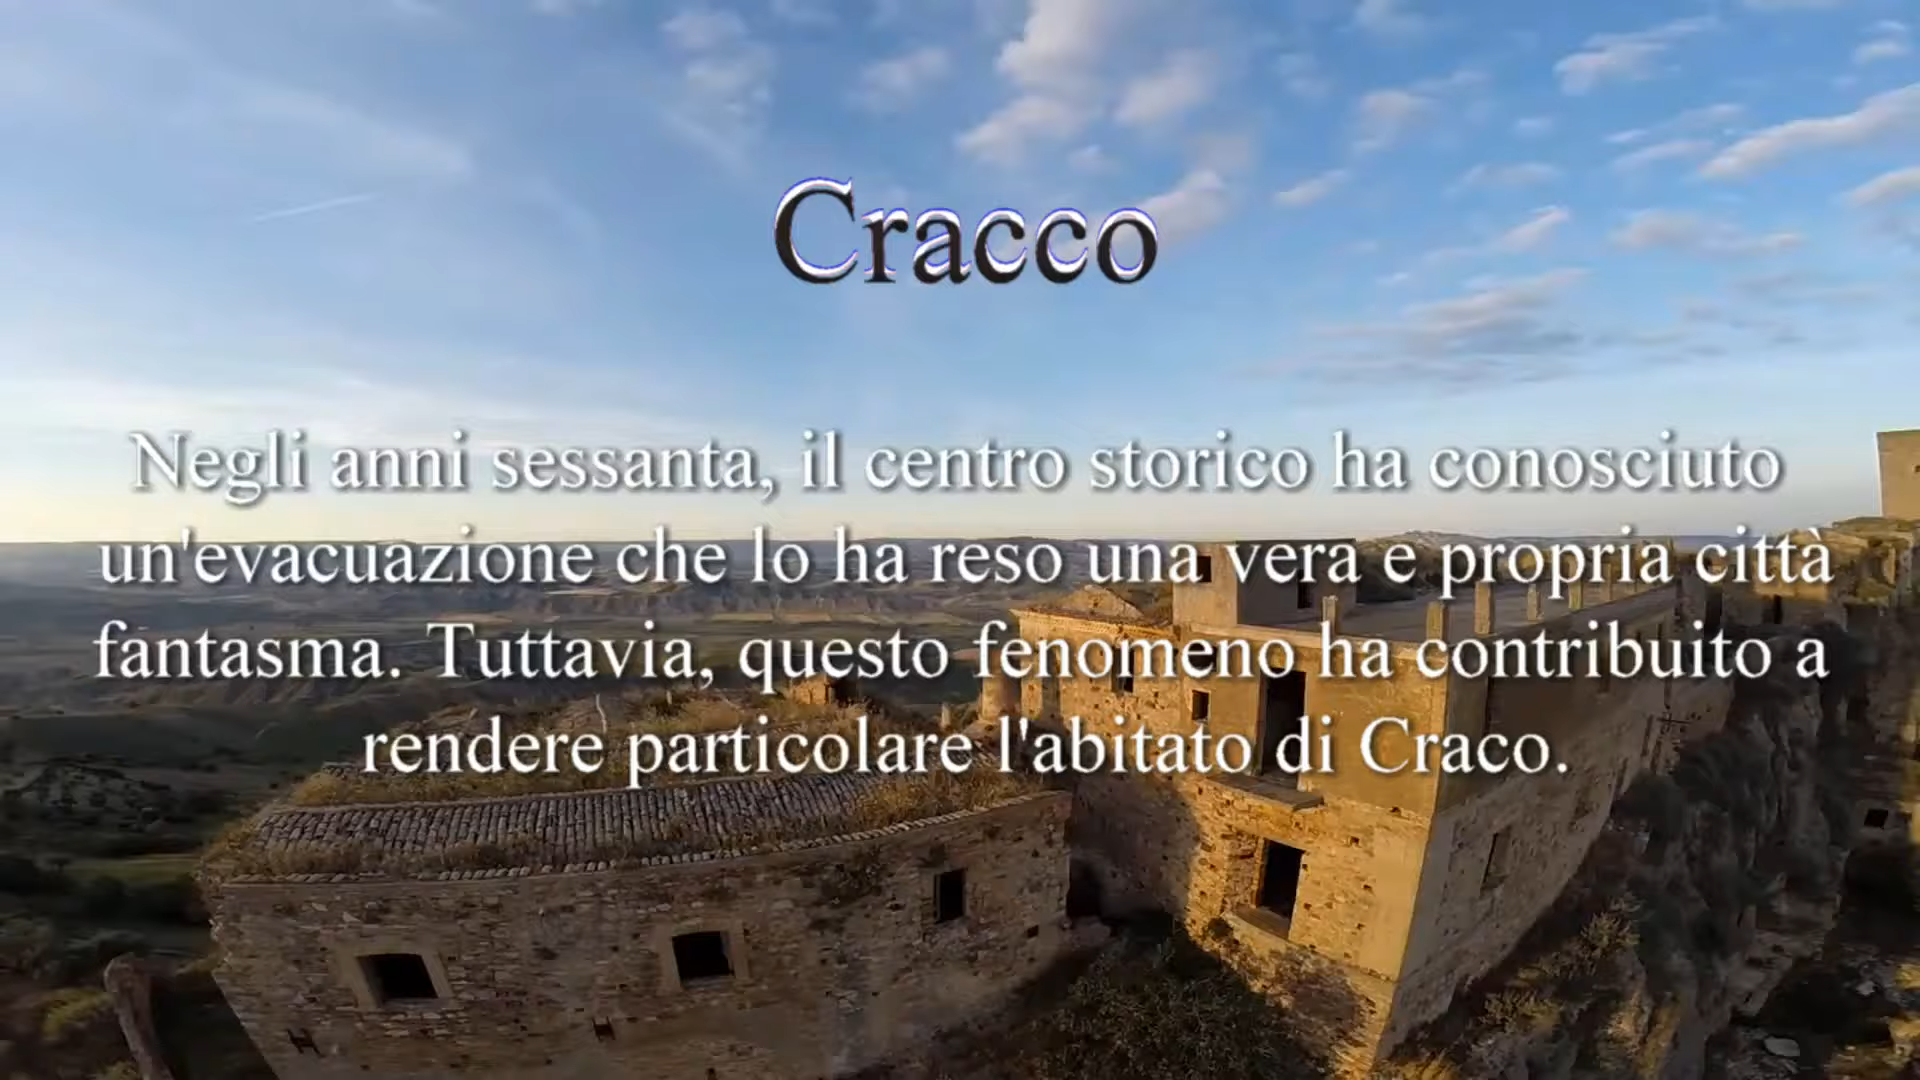 Cracco
Negli anni sessanta, il centro storico ha conosciuto
un'evacuazione che lo ha reso una vera e propria città
fantasma. Tuttavia, questo fenomeno ha contribuito a
rendere particolare l'abitato di Craco.